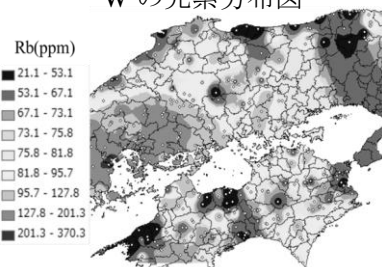 W の元素分布図
Rb(ppm)
21.1 - 53.1
53.1 - 67.1
67.1 - 73.1
73.1 - 75.8
75.8 - 81.8
81.8 - 95.7
95.7 - 127.8
127.8 - 201.3
201.3 - 370.3